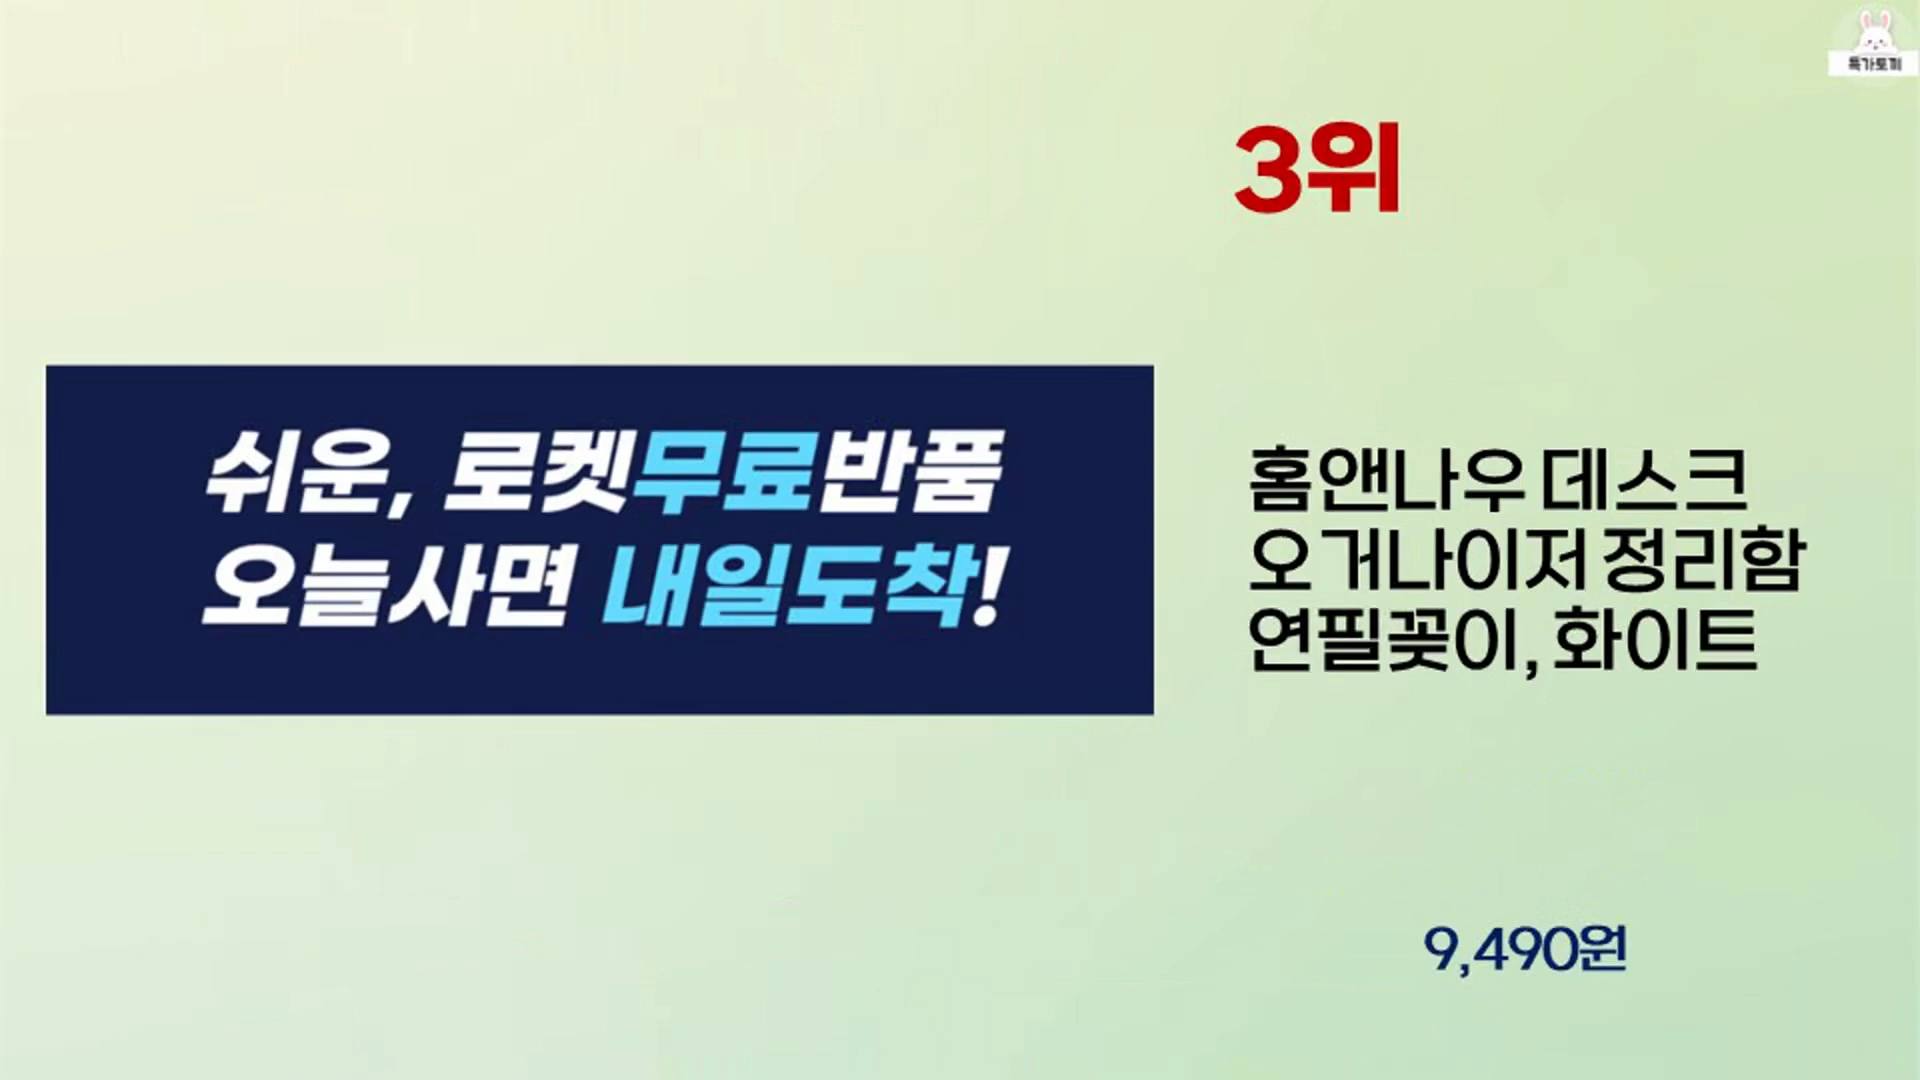 특가토끼
3위
쉬운, 로켓무료반품
오늘사면 내일도착!
홈앤나우 데스크
오거나이저 정리함
연필꽂이, 화이트
9,490원